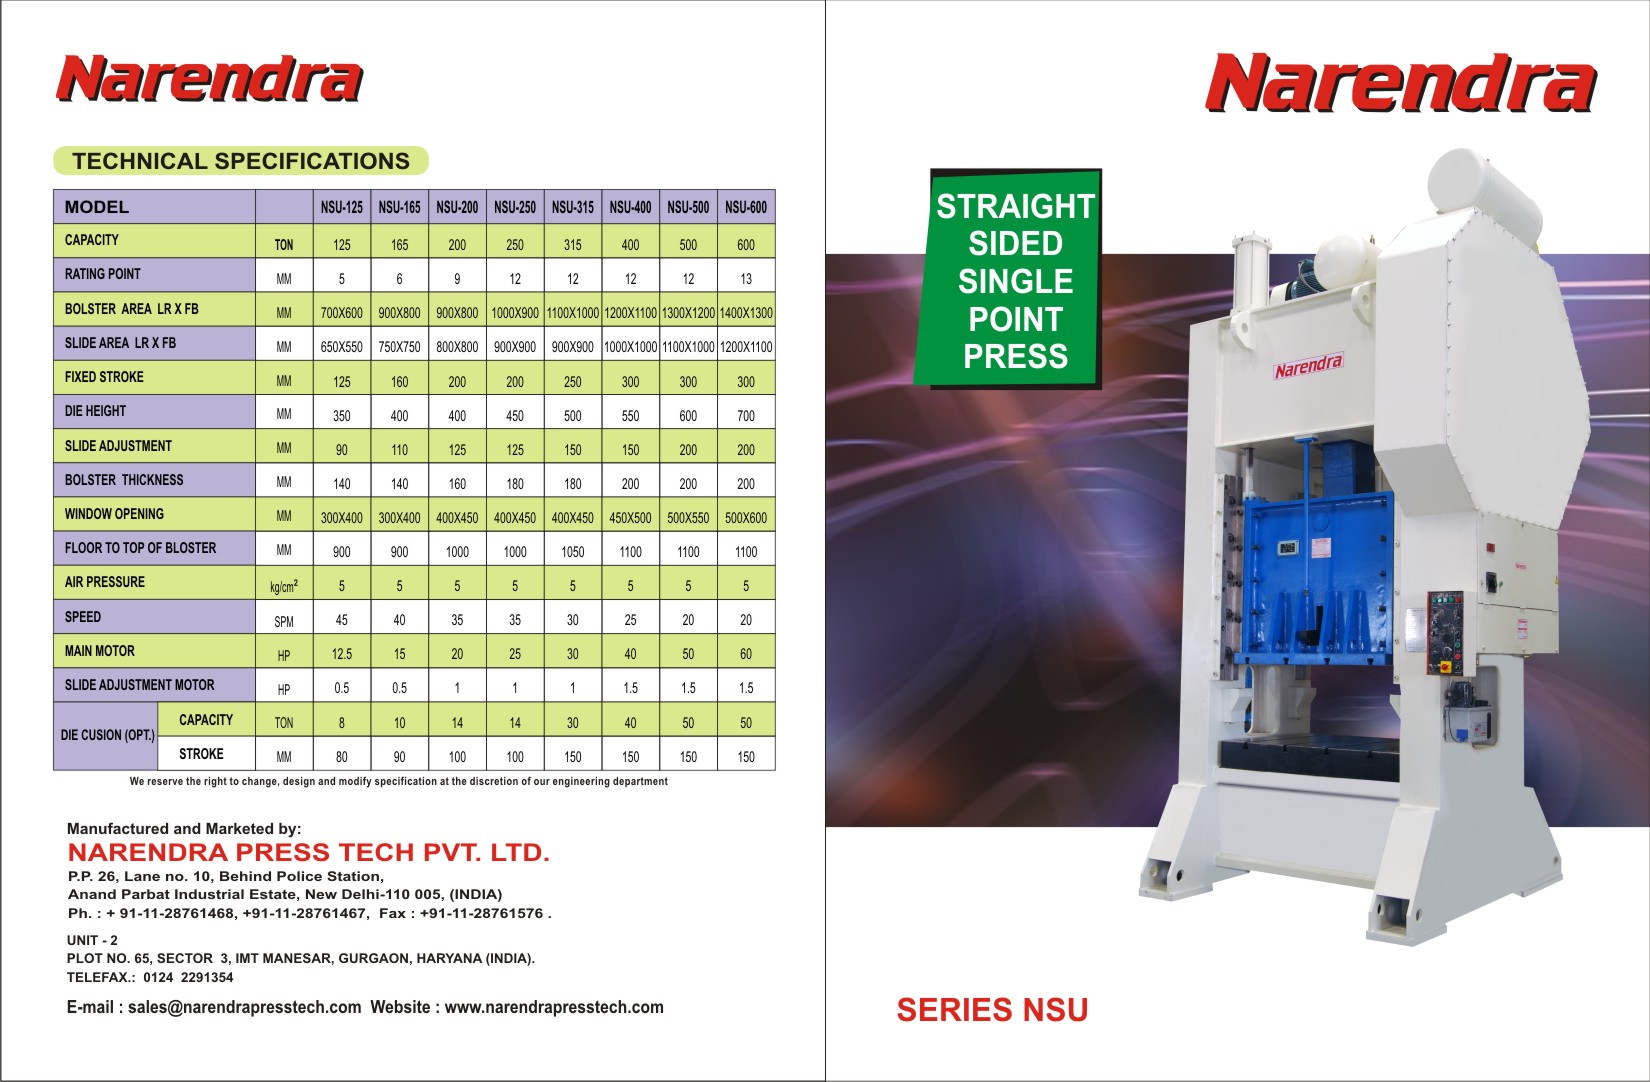 Narendra
TECHNICAL SPECIFICATIONS
MODEL NSU-125 NSU-165 NSU-200 NSU-250 NSU-315 NSU-400 NSU-500 NSU-600
CAPACITY TON 125 165 200 250 315 400 500 600
RATING POINT MM 5 6 9 12 12 12 12 13
BOLSTER AREA LR X FB MM 700X600 900X800 900X800 1000X900 1100X1000 1200X1100 1300X1200 1400X1300
SLIDE AREA LR X FB MM 650X550 750X750 800X800 900X900 900X900 1000X1000 1100X1000 1200X1100
FIXED STROKE MM 125 160 200 200 250 300 300 300
DIE HEIGHT MM 350 400 400 450 500 550 600 700
SLIDE ADJUSTMENT MM 90 110 125 125 150 150 200 200
BOLSTER THICKNESS MM 140 140 160 180 180 200 200 200
WINDOW OPENING MM 300X400 300X400 400X450 400X450 400X450 450X500 500X550 500X600
FLOOR TO TOP OF BLOSTER MM 900 900 1000 1000 1050 1100 1100 1100
AIR PRESSURE kg/cm² 5 5 5 5 5 5 5 5
SPEED SPM 45 40 35 35 30 25 20 20
MAIN MOTOR HP 12.5 15 20 25 30 40 50 60
SLIDE ADJUSTMENT MOTOR HP 0.5 0.5 1 1 1 1.5 1.5 1.5
DIE CUSION (OPT.) CAPACITY TON 8 10 14 14 30 40 50 50
STROKE MM 80 90 100 100 150 150 150 150
We reserve the right to change, design and modify specification at the discretion of our engineering department
Manufactured and Marketed by:
NARENDRA PRESS TECH PVT. LTD.
P.P. 26, Lane no. 10, Behind Police Station,
Anand Parbat Industrial Estate, New Delhi-110 005, (INDIA)
Ph. : + 91-11-28761468, +91-11-28761467, Fax : +91-11-28761576 .
UNIT - 2
PLOT NO. 65, SECTOR 3, IMT MANESAR, GURGAON, HARYANA (INDIA).
TELEFAX.: 0124 2291354
E-mail : sales@narendrapresstech.com Website : www.narendrapresstech.com
Narendra
STRAIGHT
SIDED
SINGLE
POINT
PRESS
Narendra
SERIES NSU